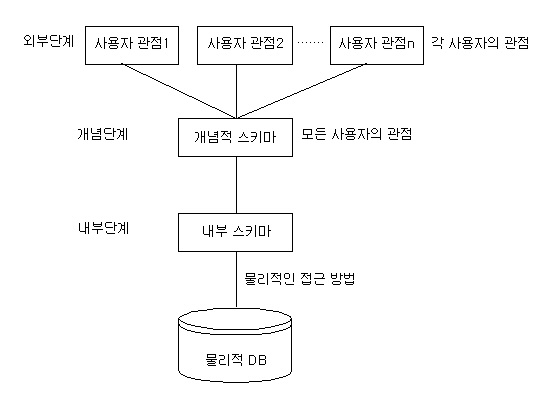 외부단계 사용자 관점1 사용자 관점2 ······· 사용자 관점n 각 사용자의 관점
개념단계 개념적 스키마 모든 사용자의 관점
내부단계 내부 스키마
물리적인 접근 방법
물리적 DB